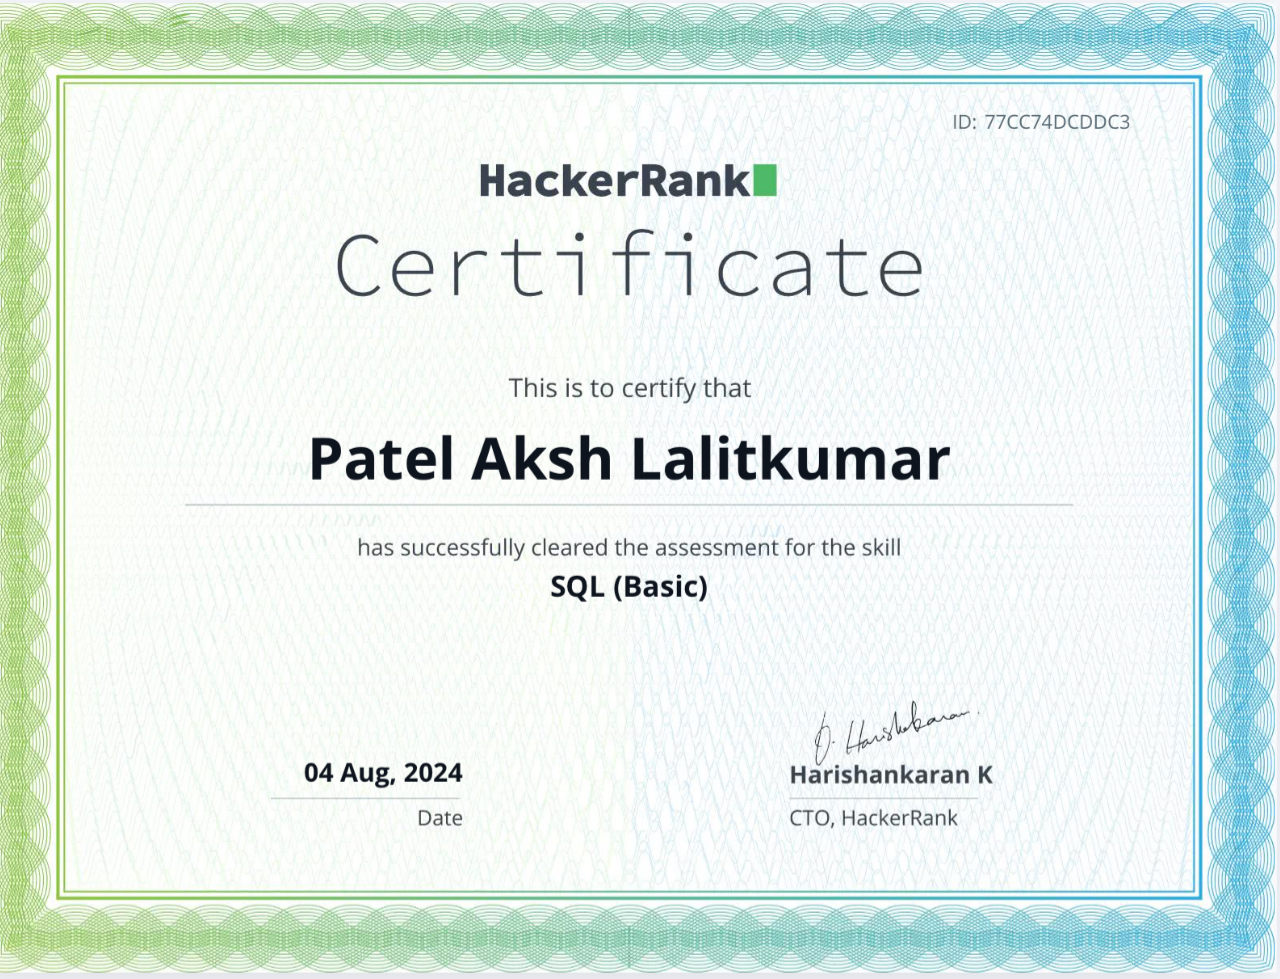 ID: 77CC74DCDDC3
HackerRank
Certificate
This is to certify that
Patel Aksh Lalitkumar
has successfully cleared the assessment for the skill
SQL (Basic)
04 Aug, 2024
Date
Harishankaran K
CTO, HackerRank